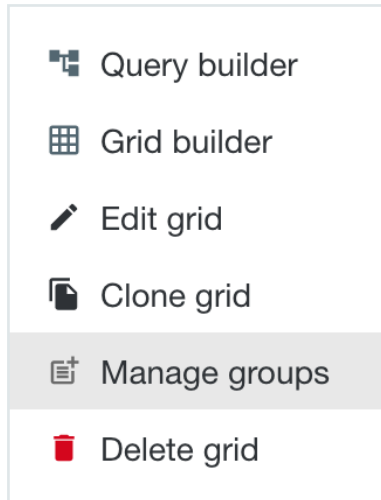 Query builder
Grid builder
Edit grid
Clone grid
Manage groups
Delete grid